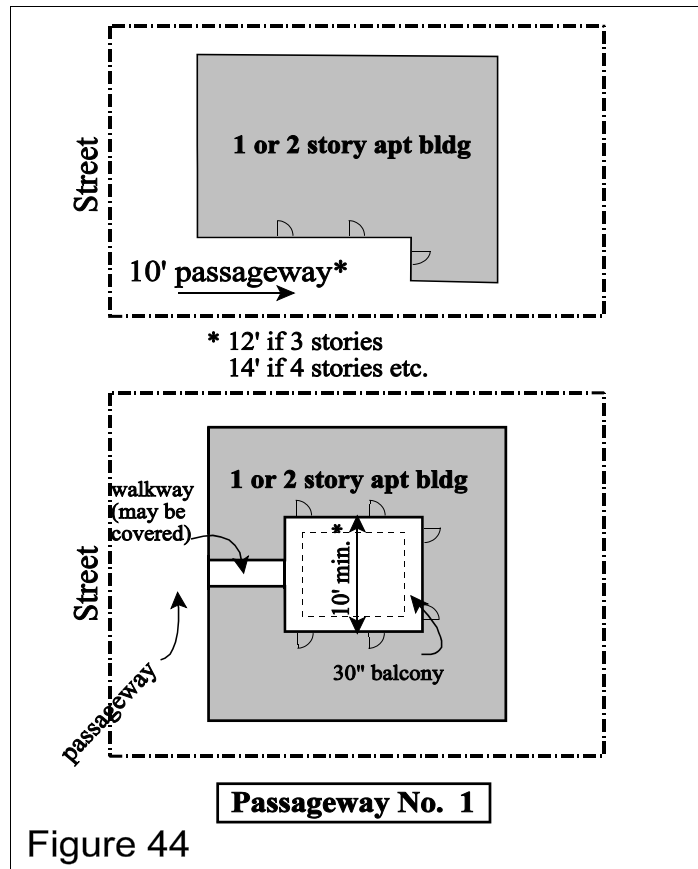 1 or 2 story apt bldg
Street
10' passageway*
* 12' if 3 stories
14' if 4 stories etc.
1 or 2 story apt bldg
walkway
(may be
covered)
Street
10' min. *
30" balcony
passageway
Passageway No. 1
Figure 44